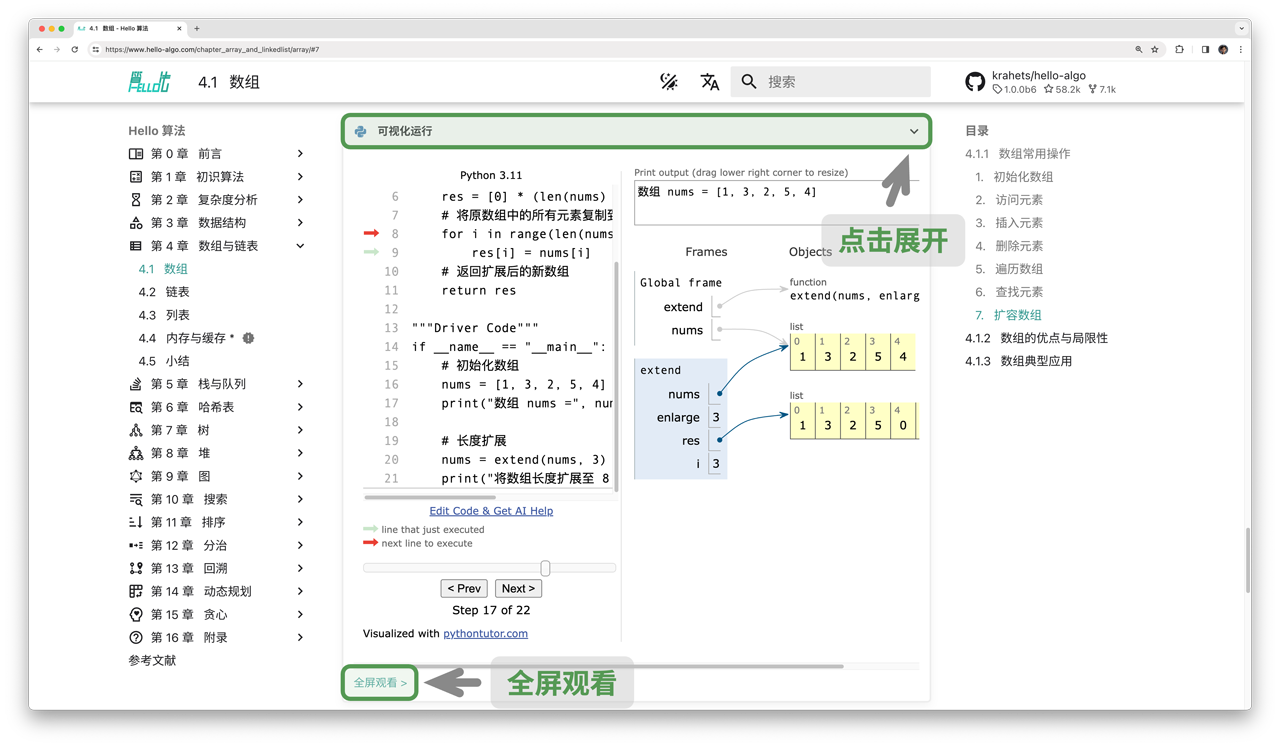 4.1 数组 - Hello 算法
https://www.hello-algo.com/chapter_array_and_linkedlist/array/#7
HELLO
4.1 数组
搜索
krahets/hello-algo
1.0.0b6 58.2k 7.1k
Hello 算法
第 0 章 前言
第 1 章 初识算法
第 2 章 复杂度分析
第 3 章 数据结构
第 4 章 数组与链表
4.1 数组
4.2 链表
4.3 列表
4.4 内存与缓存 *
4.5 小结
第 5 章 栈与队列
第 6 章 哈希表
第 7 章 树
第 8 章 堆
第 9 章 图
第 10 章 搜索
第 11 章 排序
第 12 章 分治
第 13 章 回溯
第 14 章 动态规划
第 15 章 贪心
第 16 章 附录
参考文献
可视化运行
Python 3.11
6 res = [0] * (len(nums)
7 # 将原数组中的所有元素复制到
8 for i in range(len(nums
9 res[i] = nums[i]
10 # 返回扩展后的新数组
11 return res
12
13 """Driver Code"""
14 if __name__ == "__main__":
15 # 初始化数组
16 nums = [1, 3, 2, 5, 4]
17 print("数组 nums =", num
18
19 # 长度扩展
20 nums = extend(nums, 3)
21 print("将数组长度扩展至 8
Edit Code & Get AI Help
line that just executed
next line to execute
< Prev Next >
Step 17 of 22
Visualized with pythontutor.com
全屏观看 >
全屏观看
Print output (drag lower right corner to resize)
数组 nums = [1, 3, 2, 5, 4]
点击展开
Frames Objects
Global frame
extend
nums
function
extend(nums, enlarg
list
0 1 2 3 4
1 3 2 5 4
extend
nums
enlarge 3
res
i 3
list
0 1 2 3 4
1 3 2 5 0
目录
4.1.1 数组常用操作
1. 初始化数组
2. 访问元素
3. 插入元素
4. 删除元素
5. 遍历数组
6. 查找元素
7. 扩容数组
4.1.2 数组的优点与局限性
4.1.3 数组典型应用